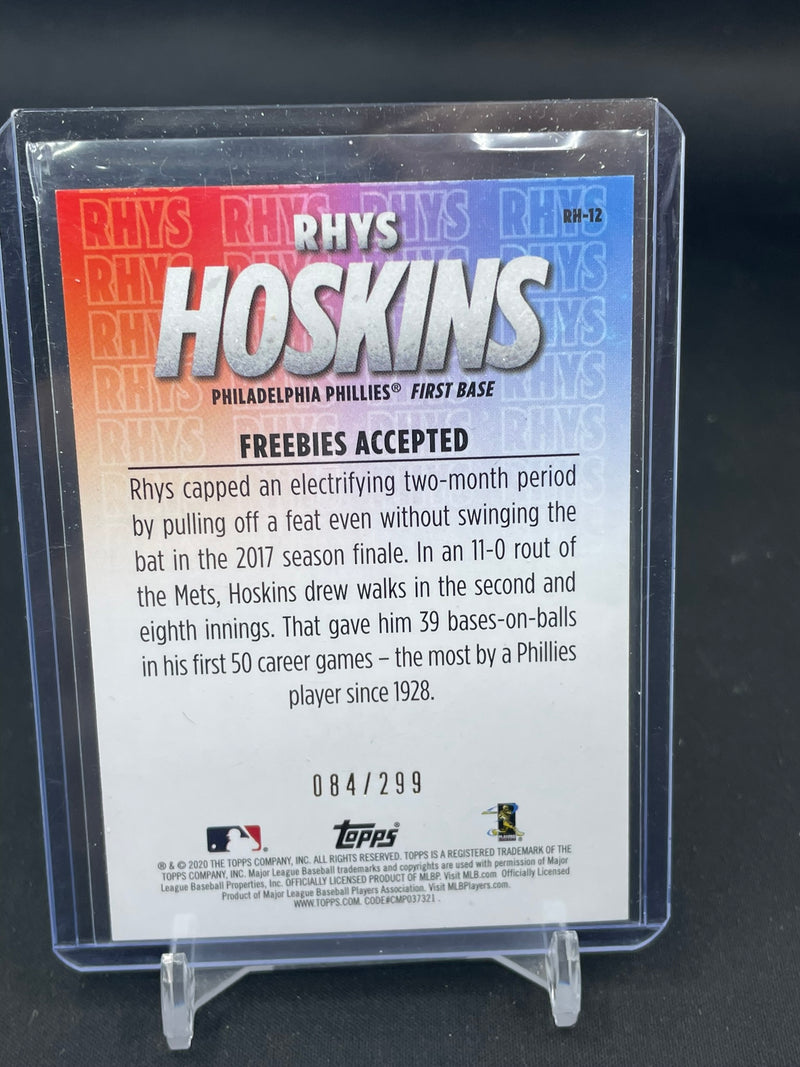 RHYS RHYS RHYS RHYS
RH-12
RHYS
HOSKINS
PHILADELPHIA PHILLIES® FIRST BASE
FREEBIES ACCEPTED
Rhys capped an electrifying two-month period
by pulling off a feat even without swinging the
bat in the 2017 season finale. In an 11-0 rout of
the Mets, Hoskins drew walks in the second and
eighth innings. That gave him 39 bases-on-balls
in his first 50 career games – the most by a Phillies
player since 1928.
084/299
topps®
® & © 2020 THE TOPPS COMPANY, INC. ALL RIGHTS RESERVED. TOPPS IS A REGISTERED TRADEMARK OF THE
TOPPS COMPANY, INC. Major League Baseball trademarks and copyrights are used with permission of Major
League Baseball Properties, Inc. OFFICIALLY LICENSED PRODUCT OF MLBP. Visit MLB.com Officially Licensed
Product of Major League Baseball Players Association. Visit MLBPlayers.com.
WWW.TOPPS.COM. CODE#CMP037321.